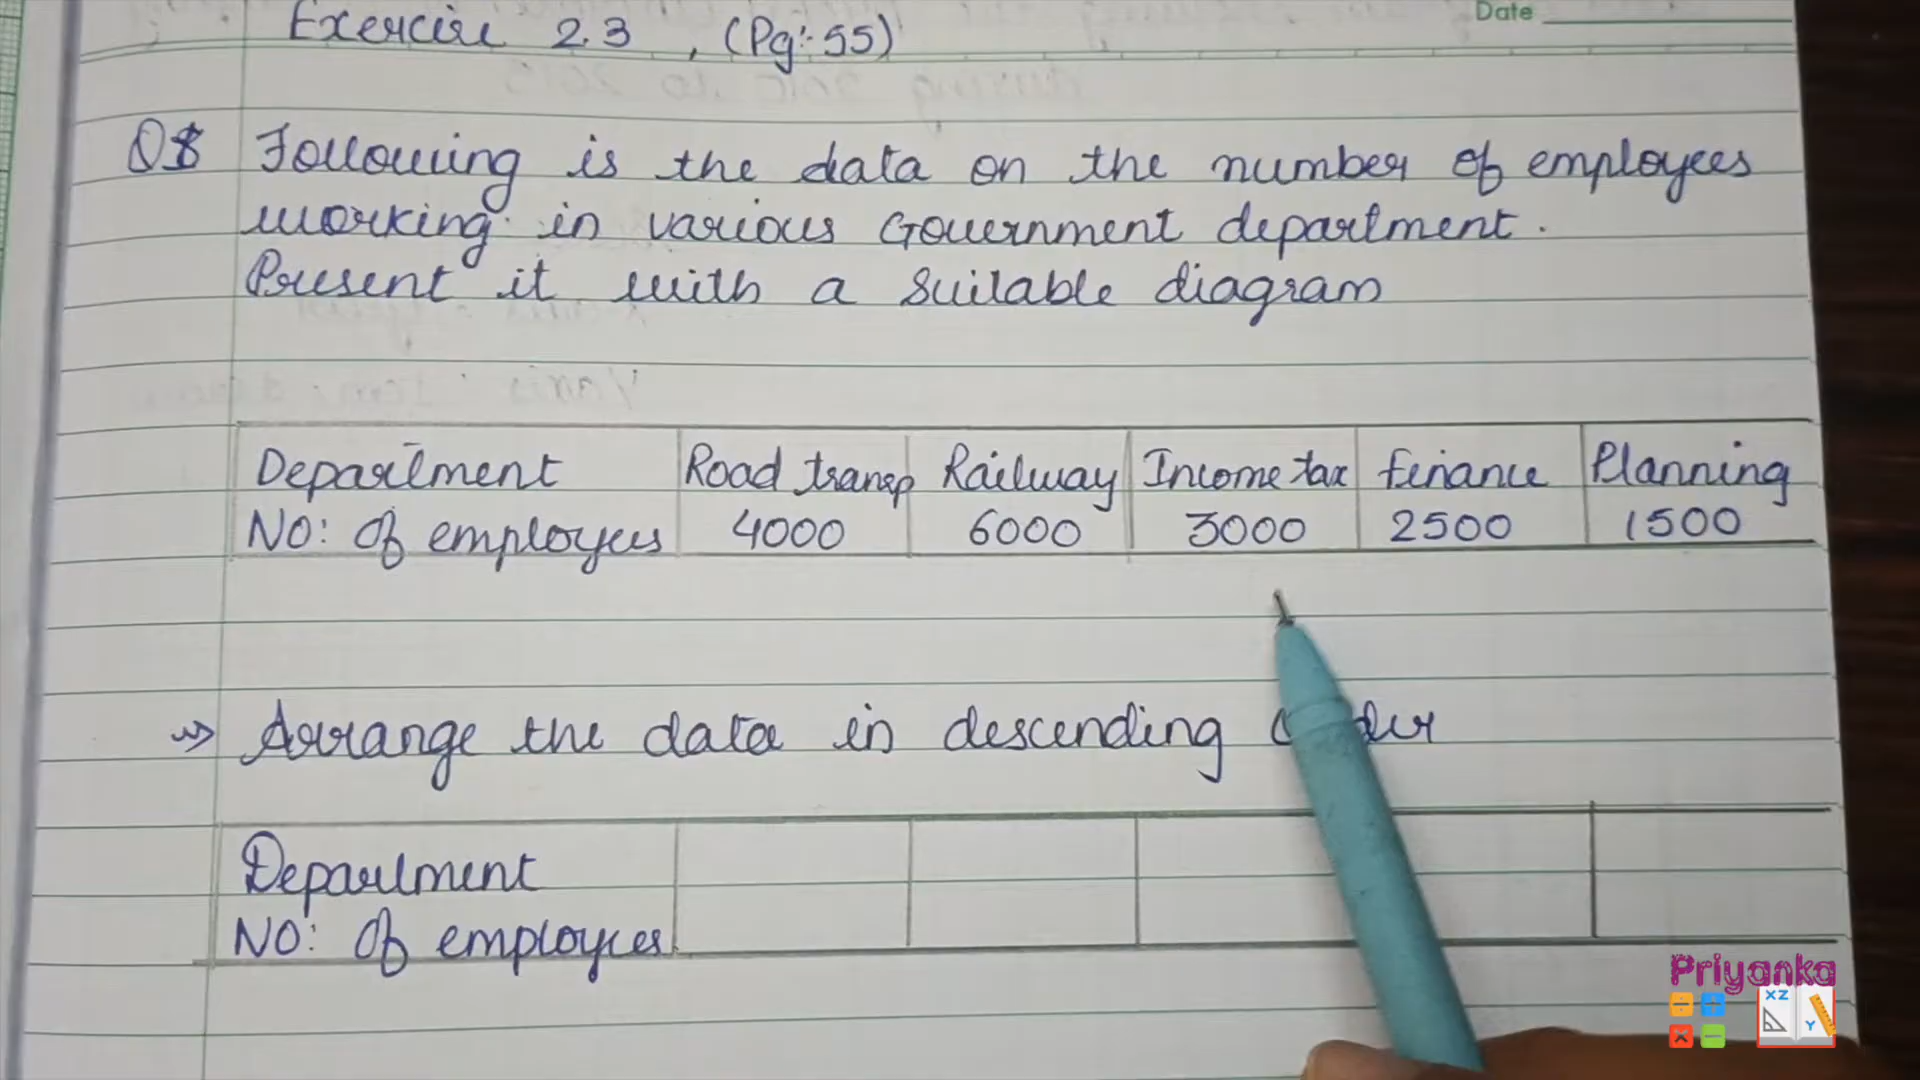 Date
Exercise 2.3 , (Pg:-55)
Q8 Following is the data on the number of employees
working in various Government department.
Present it with a suitable diagram
Department Road transp Railway Income tax finance Planning
NO: of employees 4000 6000 3000 2500 1500
Arrange the data in descending
Department
NO: of employees
Priyanka
XZ
Y